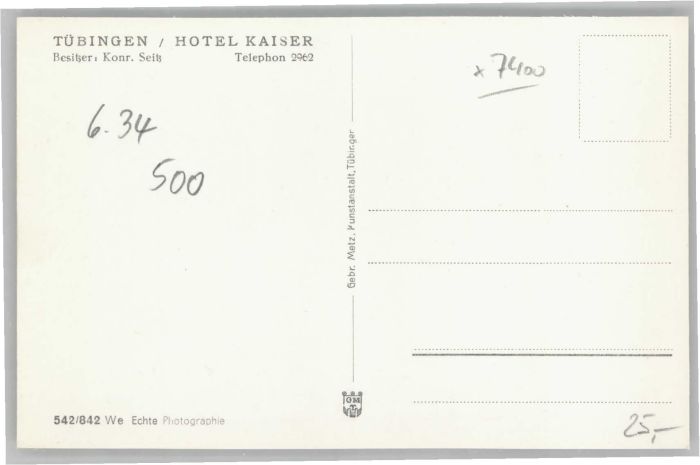 TÜBINGEN / HOTEL KAISER
Besitzer: Konr. Seitz Telephon 2962
6.34
500
x 7400
Gebr. Metz, Kunstanstalt, Tübingen
GM
T
542/842 We Echte Photographie
25,-